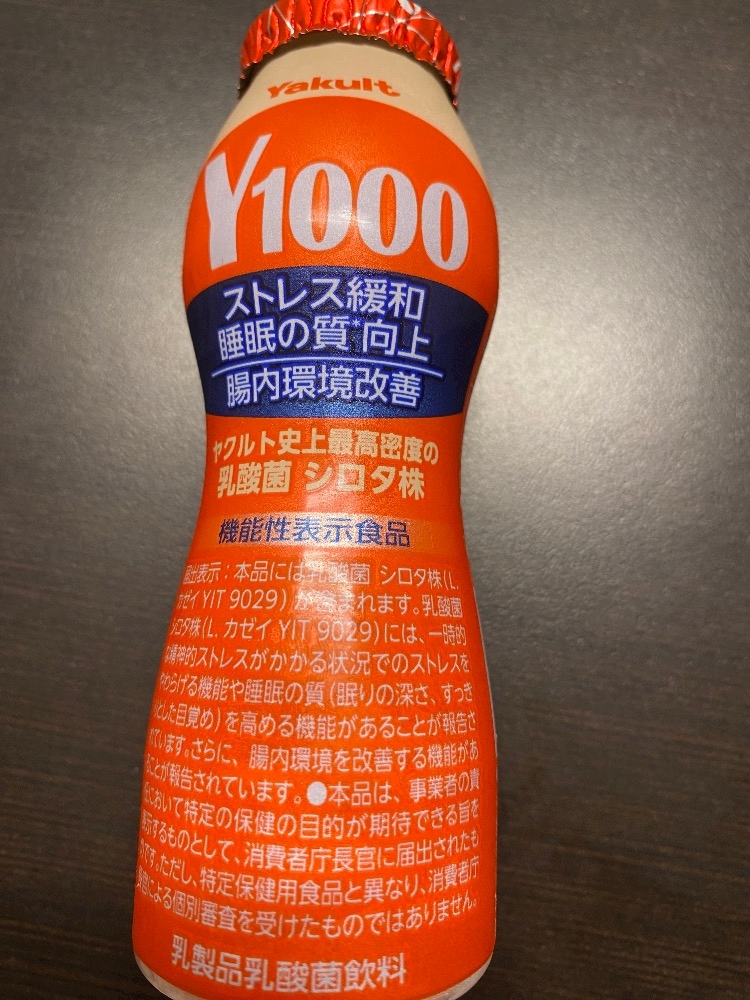 Yakult
Y1000
ストレス緩和
睡眠の質*向上
腸内環境改善
ヤクルト史上最高密度の
乳酸菌 シロタ株
機能性表示食品
届出表示：本品には乳酸菌 シロタ株(L.
カゼイ YIT 9029) が含まれます。乳酸菌
シロタ株(L. カゼイ YIT 9029)には、一時的
な精神的ストレスがかかる状況でのストレスを
やわらげる機能や睡眠の質(眠りの深さ、すっき
りとした目覚め)を高める機能があることが報告さ
れています。さらに、腸内環境を改善する機能があ
ることが報告されています。●本品は、事業者の責
任において特定の保健の目的が期待できる旨を
表示するものとして、消費者庁長官に届出されたも
のです。ただし、特定保健用食品と異なり、消費者庁
長官による個別審査を受けたものではありません。
乳製品乳酸菌飲料